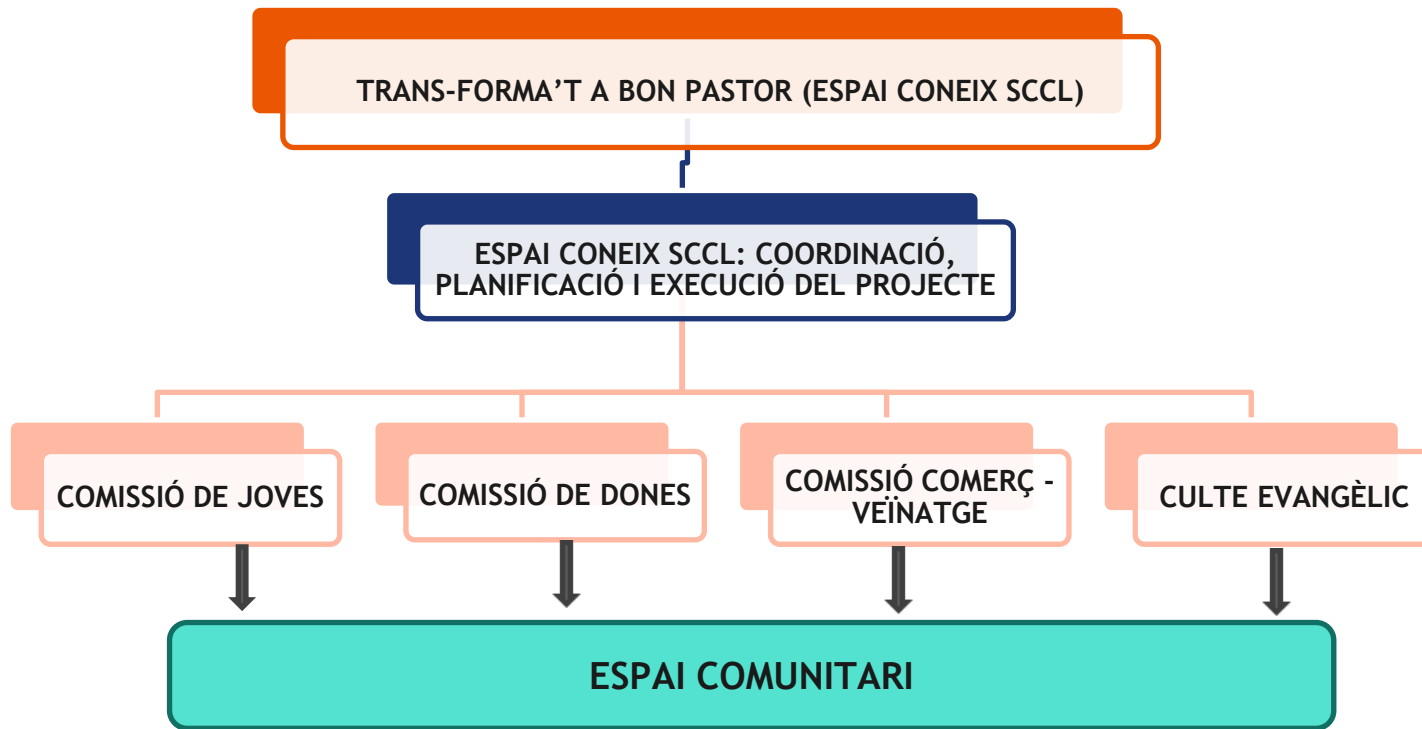 TRANS-FORMA’T A BON PASTOR (ESPAI CONEIX SCCL)
ESPAI CONEIX SCCL: COORDINACIÓ,
PLANIFICACIÓ I EXECUCIÓ DEL PROJECTE
COMISSIÓ DE JOVES
COMISSIÓ DE DONES
COMISSIÓ COMERÇ -
VEÏNATGE
CULTE EVANGÈLIC
ESPAI COMUNITARI